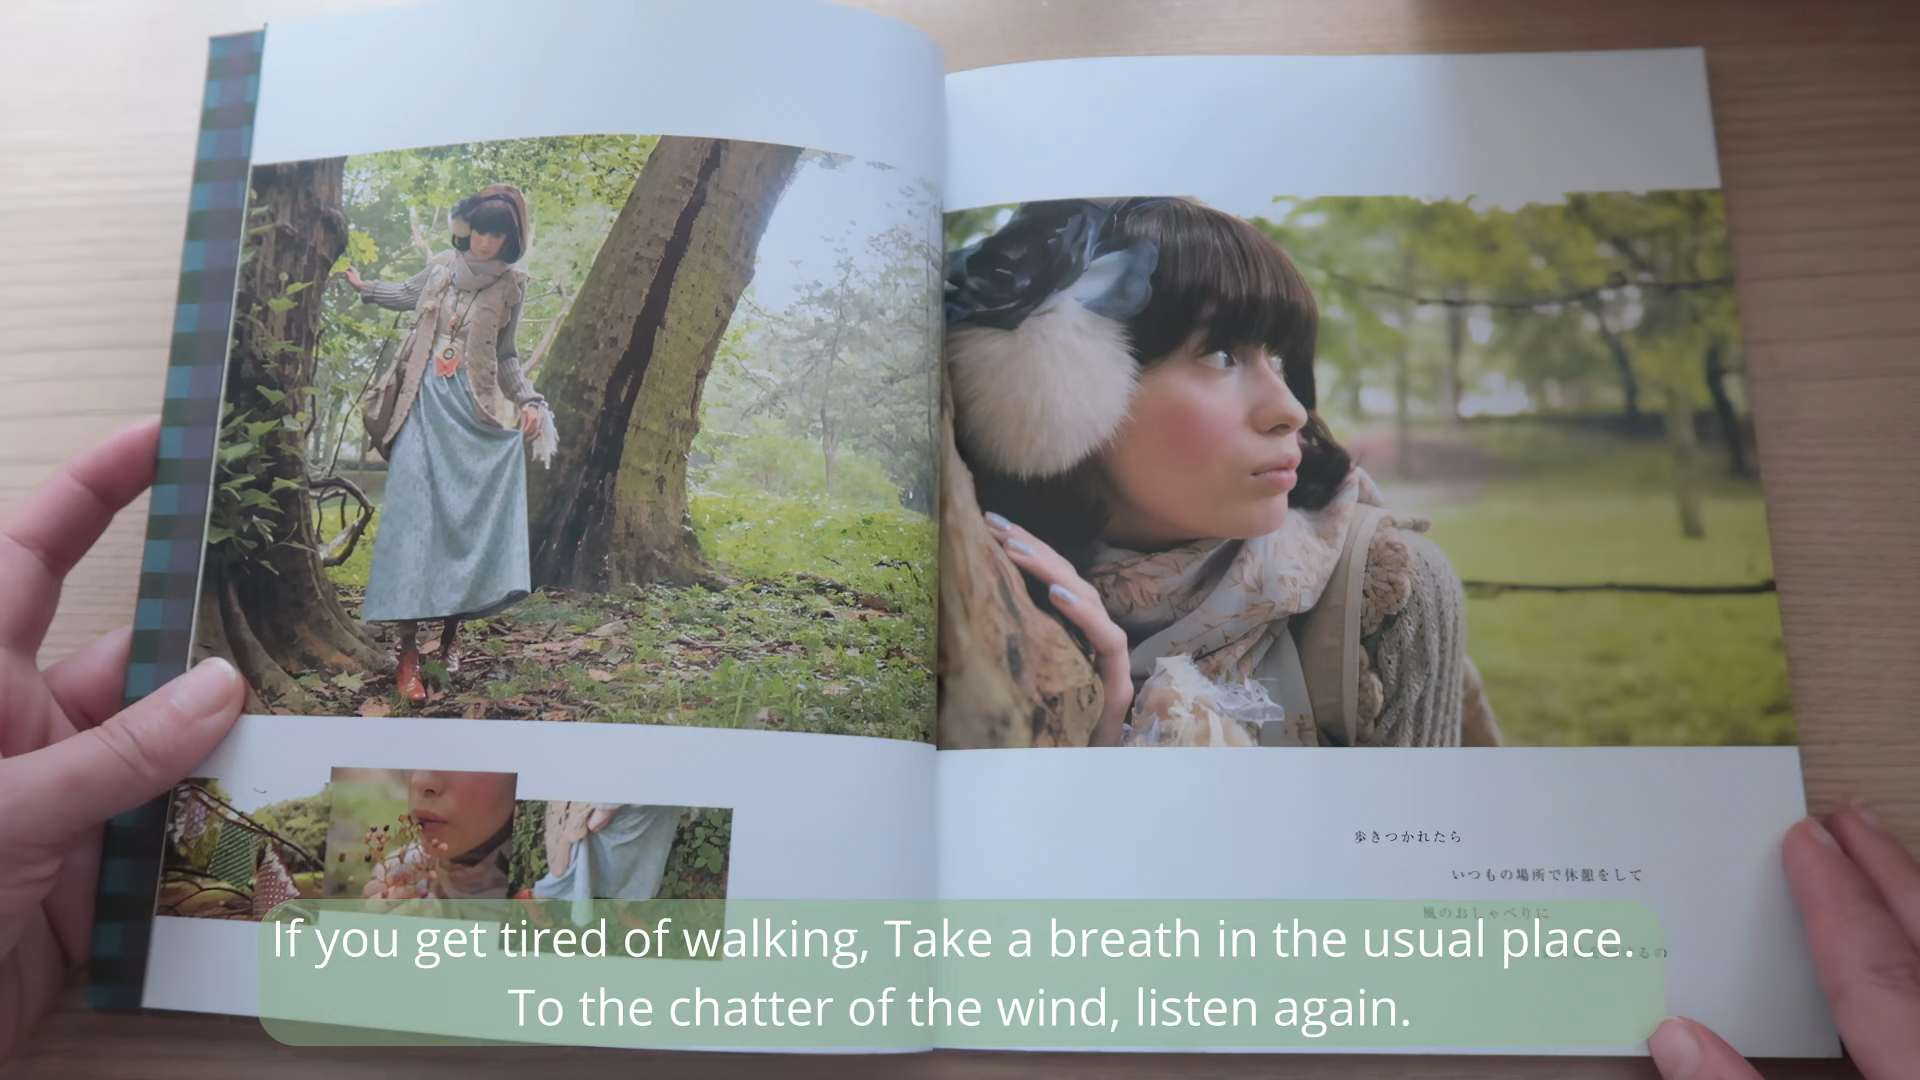 歩きつかれたら
いつもの場所で休憩をして
風のおしゃべりに
るの
If you get tired of walking, Take a breath in the usual place.
To the chatter of the wind, listen again.